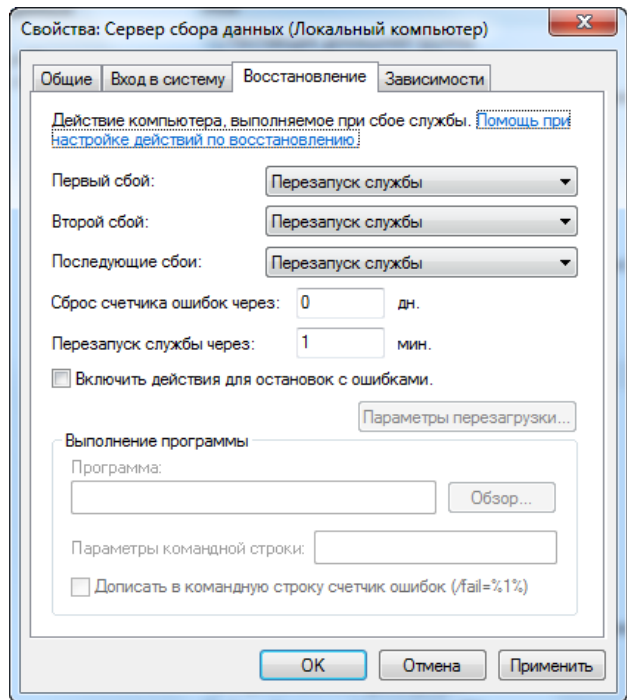 Свойства: Сервер сбора данных (Локальный компьютер)
Общие Вход в систему Восстановление Зависимости
Действие компьютера, выполняемое при сбое службы. Помощь при
настройке действий по восстановлению.
Первый сбой: Перезапуск службы
Второй сбой: Перезапуск службы
Последующие сбои: Перезапуск службы
Сброс счетчика ошибок через: 0 дн.
Перезапуск службы через: 1 мин.
Включить действия для остановок с ошибками.
Параметры перезагрузки...
Выполнение программы
Программа:
Обзор...
Параметры командной строки:
Дописать в командную строку счетчик ошибок (/fail=%1%)
OK Отмена Применить